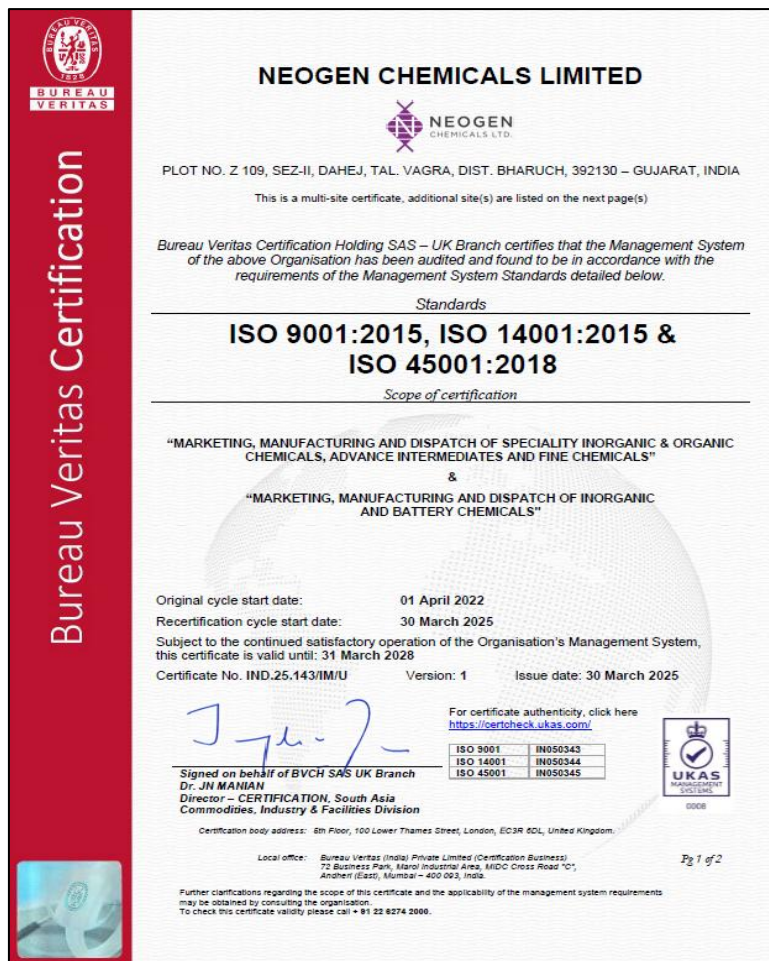 BUREAU VERITAS
1828
BUREAU
VERITAS
Bureau Veritas Certification
NEOGEN CHEMICALS LIMITED
NEOGEN
CHEMICALS LTD.
PLOT NO. Z 109, SEZ-II, DAHEJ, TAL. VAGRA, DIST. BHARUCH, 392130 – GUJARAT, INDIA
This is a multi-site certificate, additional site(s) are listed on the next page(s)
Bureau Veritas Certification Holding SAS – UK Branch certifies that the Management System
of the above Organisation has been audited and found to be in accordance with the
requirements of the Management System Standards detailed below.
Standards
ISO 9001:2015, ISO 14001:2015 &
ISO 45001:2018
Scope of certification
“MARKETING, MANUFACTURING AND DISPATCH OF SPECIALITY INORGANIC & ORGANIC
CHEMICALS, ADVANCE INTERMEDIATES AND FINE CHEMICALS”
&
“MARKETING, MANUFACTURING AND DISPATCH OF INORGANIC
AND BATTERY CHEMICALS”
Original cycle start date: 01 April 2022
Recertification cycle start date: 30 March 2025
Subject to the continued satisfactory operation of the Organisation’s Management System,
this certificate is valid until: 31 March 2028
Certificate No. IND.25.143/IM/U Version: 1 Issue date: 30 March 2025
For certificate authenticity, click here
https://certcheck.ukas.com/
ISO 9001 IN050343
ISO 14001 IN050344
ISO 45001 IN050345
UKAS
MANAGEMENT
SYSTEMS
0008
Signed on behalf of BVCH SAS UK Branch
Dr. JN MANIAN
Director – CERTIFICATION, South Asia
Commodities, Industry & Facilities Division
Certification body address: 6th Floor, 100 Lower Thames Street, London, EC3R 6DL, United Kingdom.
Local office: Bureau Veritas (India) Private Limited (Certification Business)
72 Business Park, Marol Industrial Area, MIDC Cross Road "C",
Andheri (East), Mumbai – 400 093, India.
Pg 1 of 2
Further clarifications regarding the scope of this certificate and the applicability of the management system requirements
may be obtained by consulting the organisation.
To check this certificate validity please call + 91 22 6274 2000.